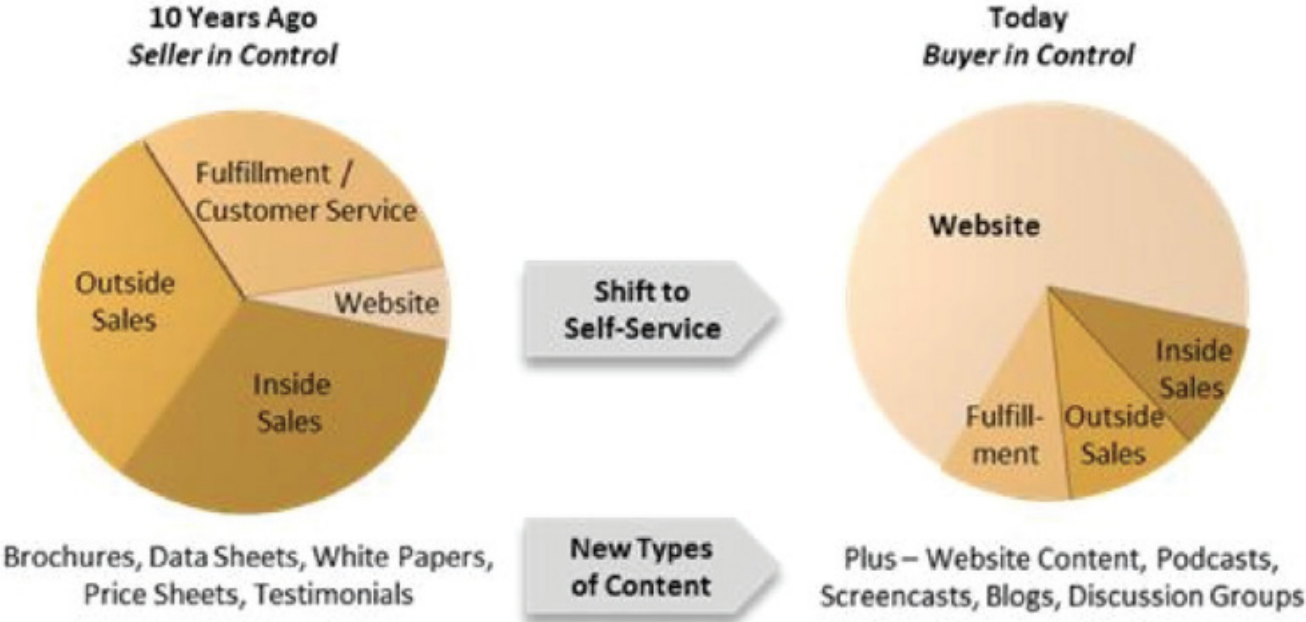 10 Years Ago
Seller in Control
Fulfillment /
Customer Service
Outside
Sales
Website
Inside
Sales
Brochures, Data Sheets, White Papers,
Price Sheets, Testimonials
Shift to
Self-Service
New Types
of Content
Today
Buyer in Control
Website
Inside
Sales
Outside
Sales
Fulfill-
ment
Plus – Website Content, Podcasts,
Screencasts, Blogs, Discussion Groups